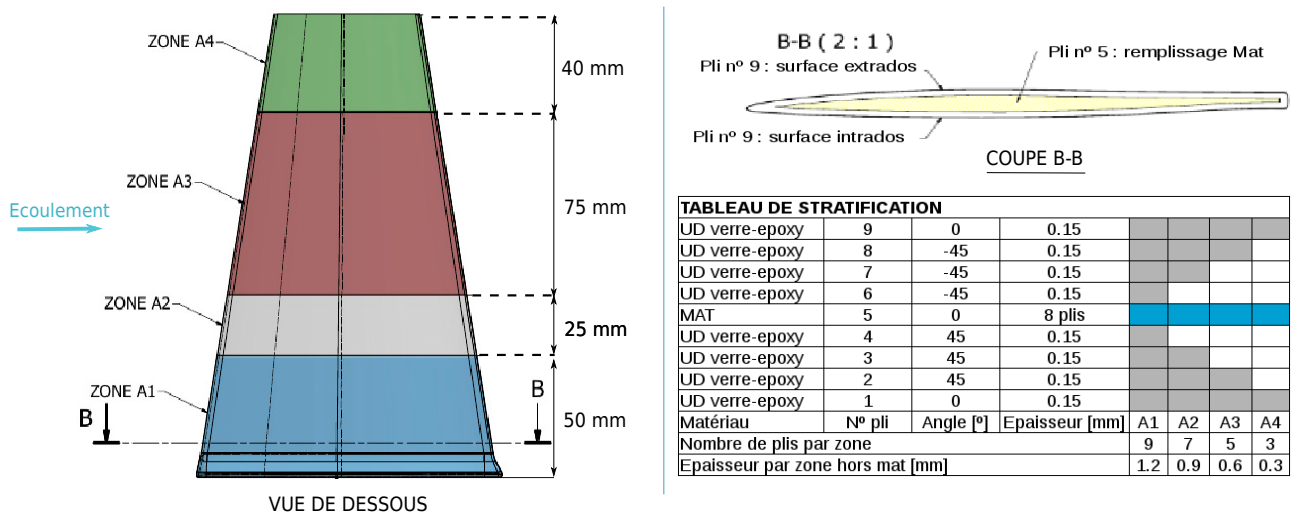 ZONE A4
40 mm
ZONE A3
75 mm
Ecoulement
ZONE A2
25 mm
ZONE A1
B
B
50 mm
VUE DE DESSOUS
B-B ( 2 : 1 )
Pli nº 5 : remplissage Mat
Pli nº 9 : surface extrados
Pli nº 9 : surface intrados
COUPE B-B
TABLEAU DE STRATIFICATION
UD verre-epoxy 9 0 0.15
UD verre-epoxy 8 -45 0.15
UD verre-epoxy 7 -45 0.15
UD verre-epoxy 6 -45 0.15
MAT 5 0 8 plis
UD verre-epoxy 4 45 0.15
UD verre-epoxy 3 45 0.15
UD verre-epoxy 2 45 0.15
UD verre-epoxy 1 0 0.15
Matériau Nº pli Angle [º] Epaisseur [mm] A1 A2 A3 A4
Nombre de plis par zone 9 7 5 3
Epaisseur par zone hors mat [mm] 1.2 0.9 0.6 0.3